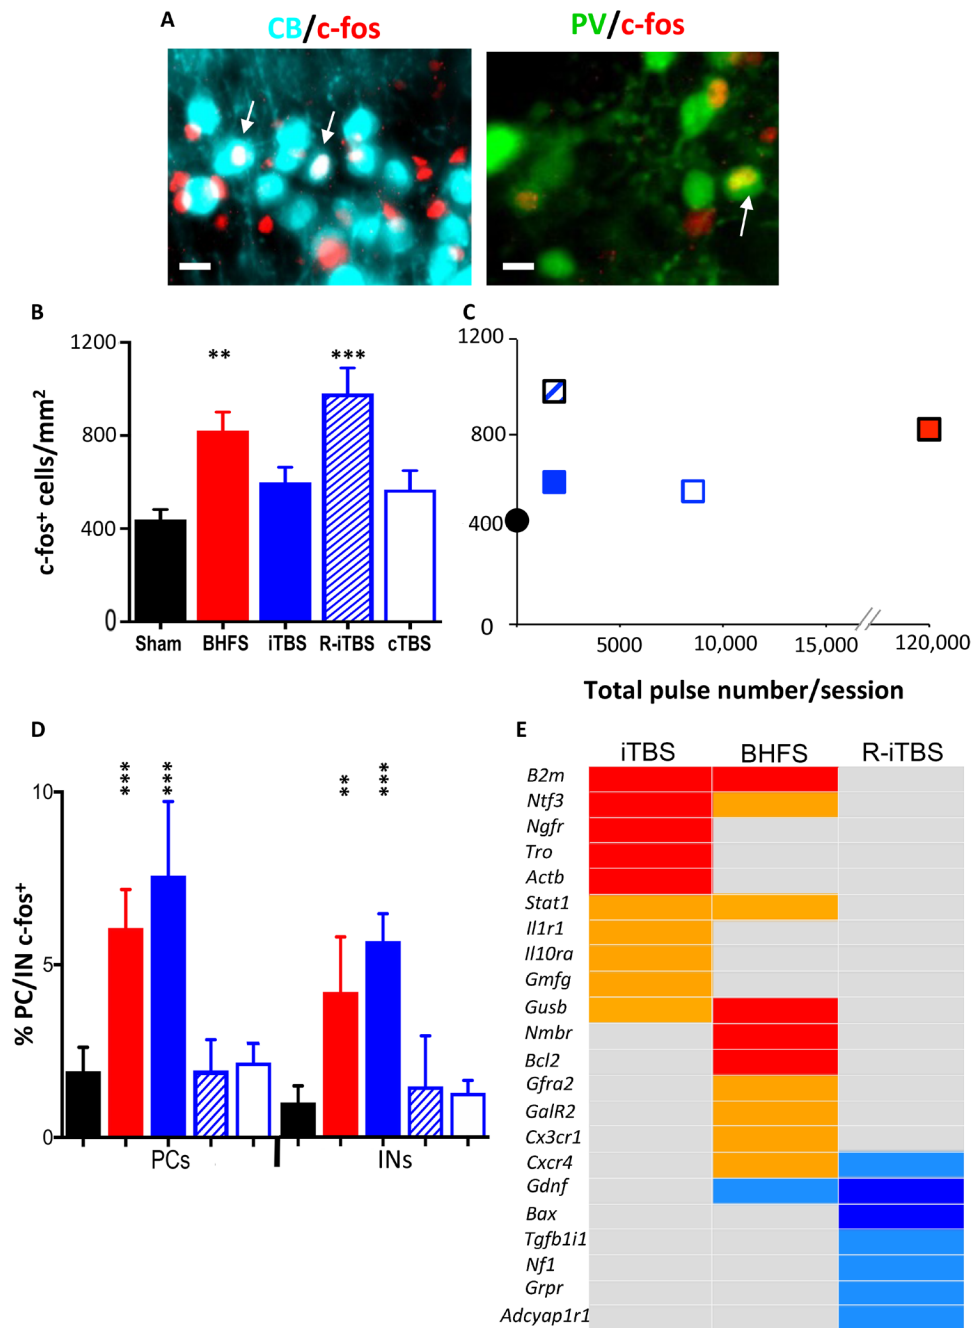 A
CB/c-fos
PV/c-fos
B
C
1200
800
400
0
c-fos⁺ cells/mm²
**
***
Sham
BHFS
iTBS
R-iTBS
cTBS
1200
800
400
0
5000
10,000
15,000
120,000
Total pulse number/session
D
E
10
5
0
% PC/IN c-fos⁺
***
***
**
***
PCs
INs
iTBS
BHFS
R-iTBS
B2m
Ntf3
Ngfr
Tro
Actb
Stat1
Il1r1
Il10ra
Gmfg
Gusb
Nmbr
Bcl2
Gfra2
GalR2
Cx3cr1
Cxcr4
Gdnf
Bax
Tgfb1i1
Nf1
Grpr
Adcyap1r1